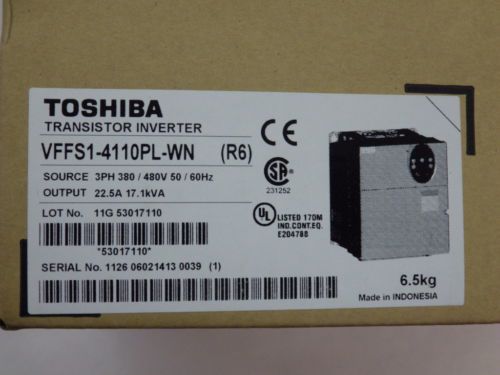 TOSHIBA
TRANSISTOR INVERTER
VFFS1-4110PL-WN (R6)
SOURCE 3PH 380 / 480V 50 / 60Hz
OUTPUT 22.5A 17.1kVA
LOT No. 11G 53017110
*53017110*
SERIAL No. 1126 06021413 0039 (1)
CE
SA
231252
UL LISTED 170M
IND.CONT.EQ.
E204788
6.5kg
Made in INDONESIA